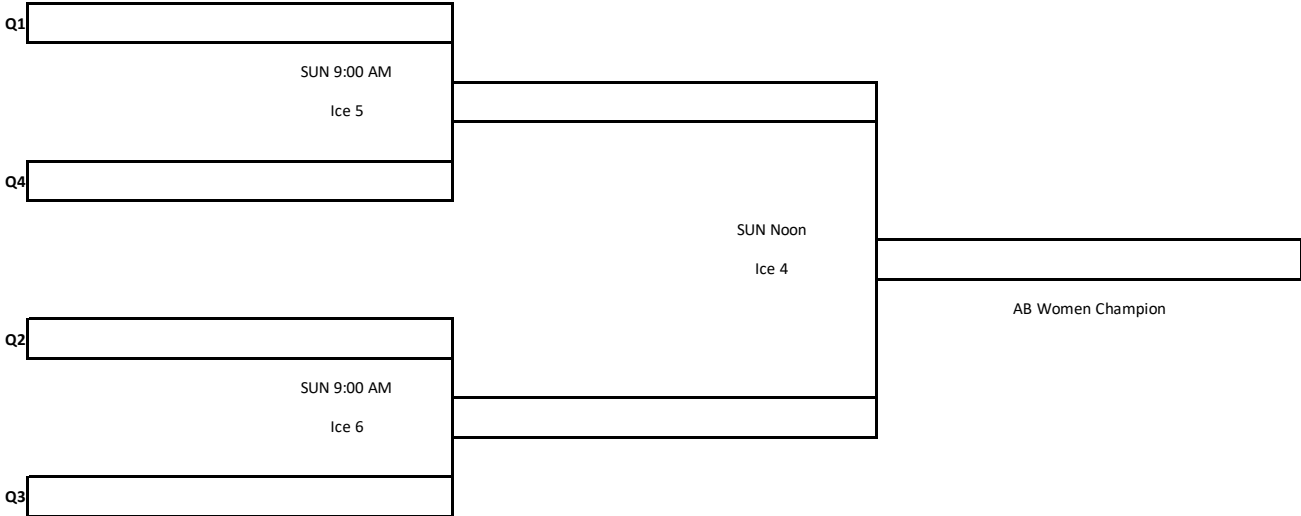 Q1
SUN 9:00 AM
Ice 5
Q4
SUN Noon
Ice 4
AB Women Champion
Q2
SUN 9:00 AM
Ice 6
Q3